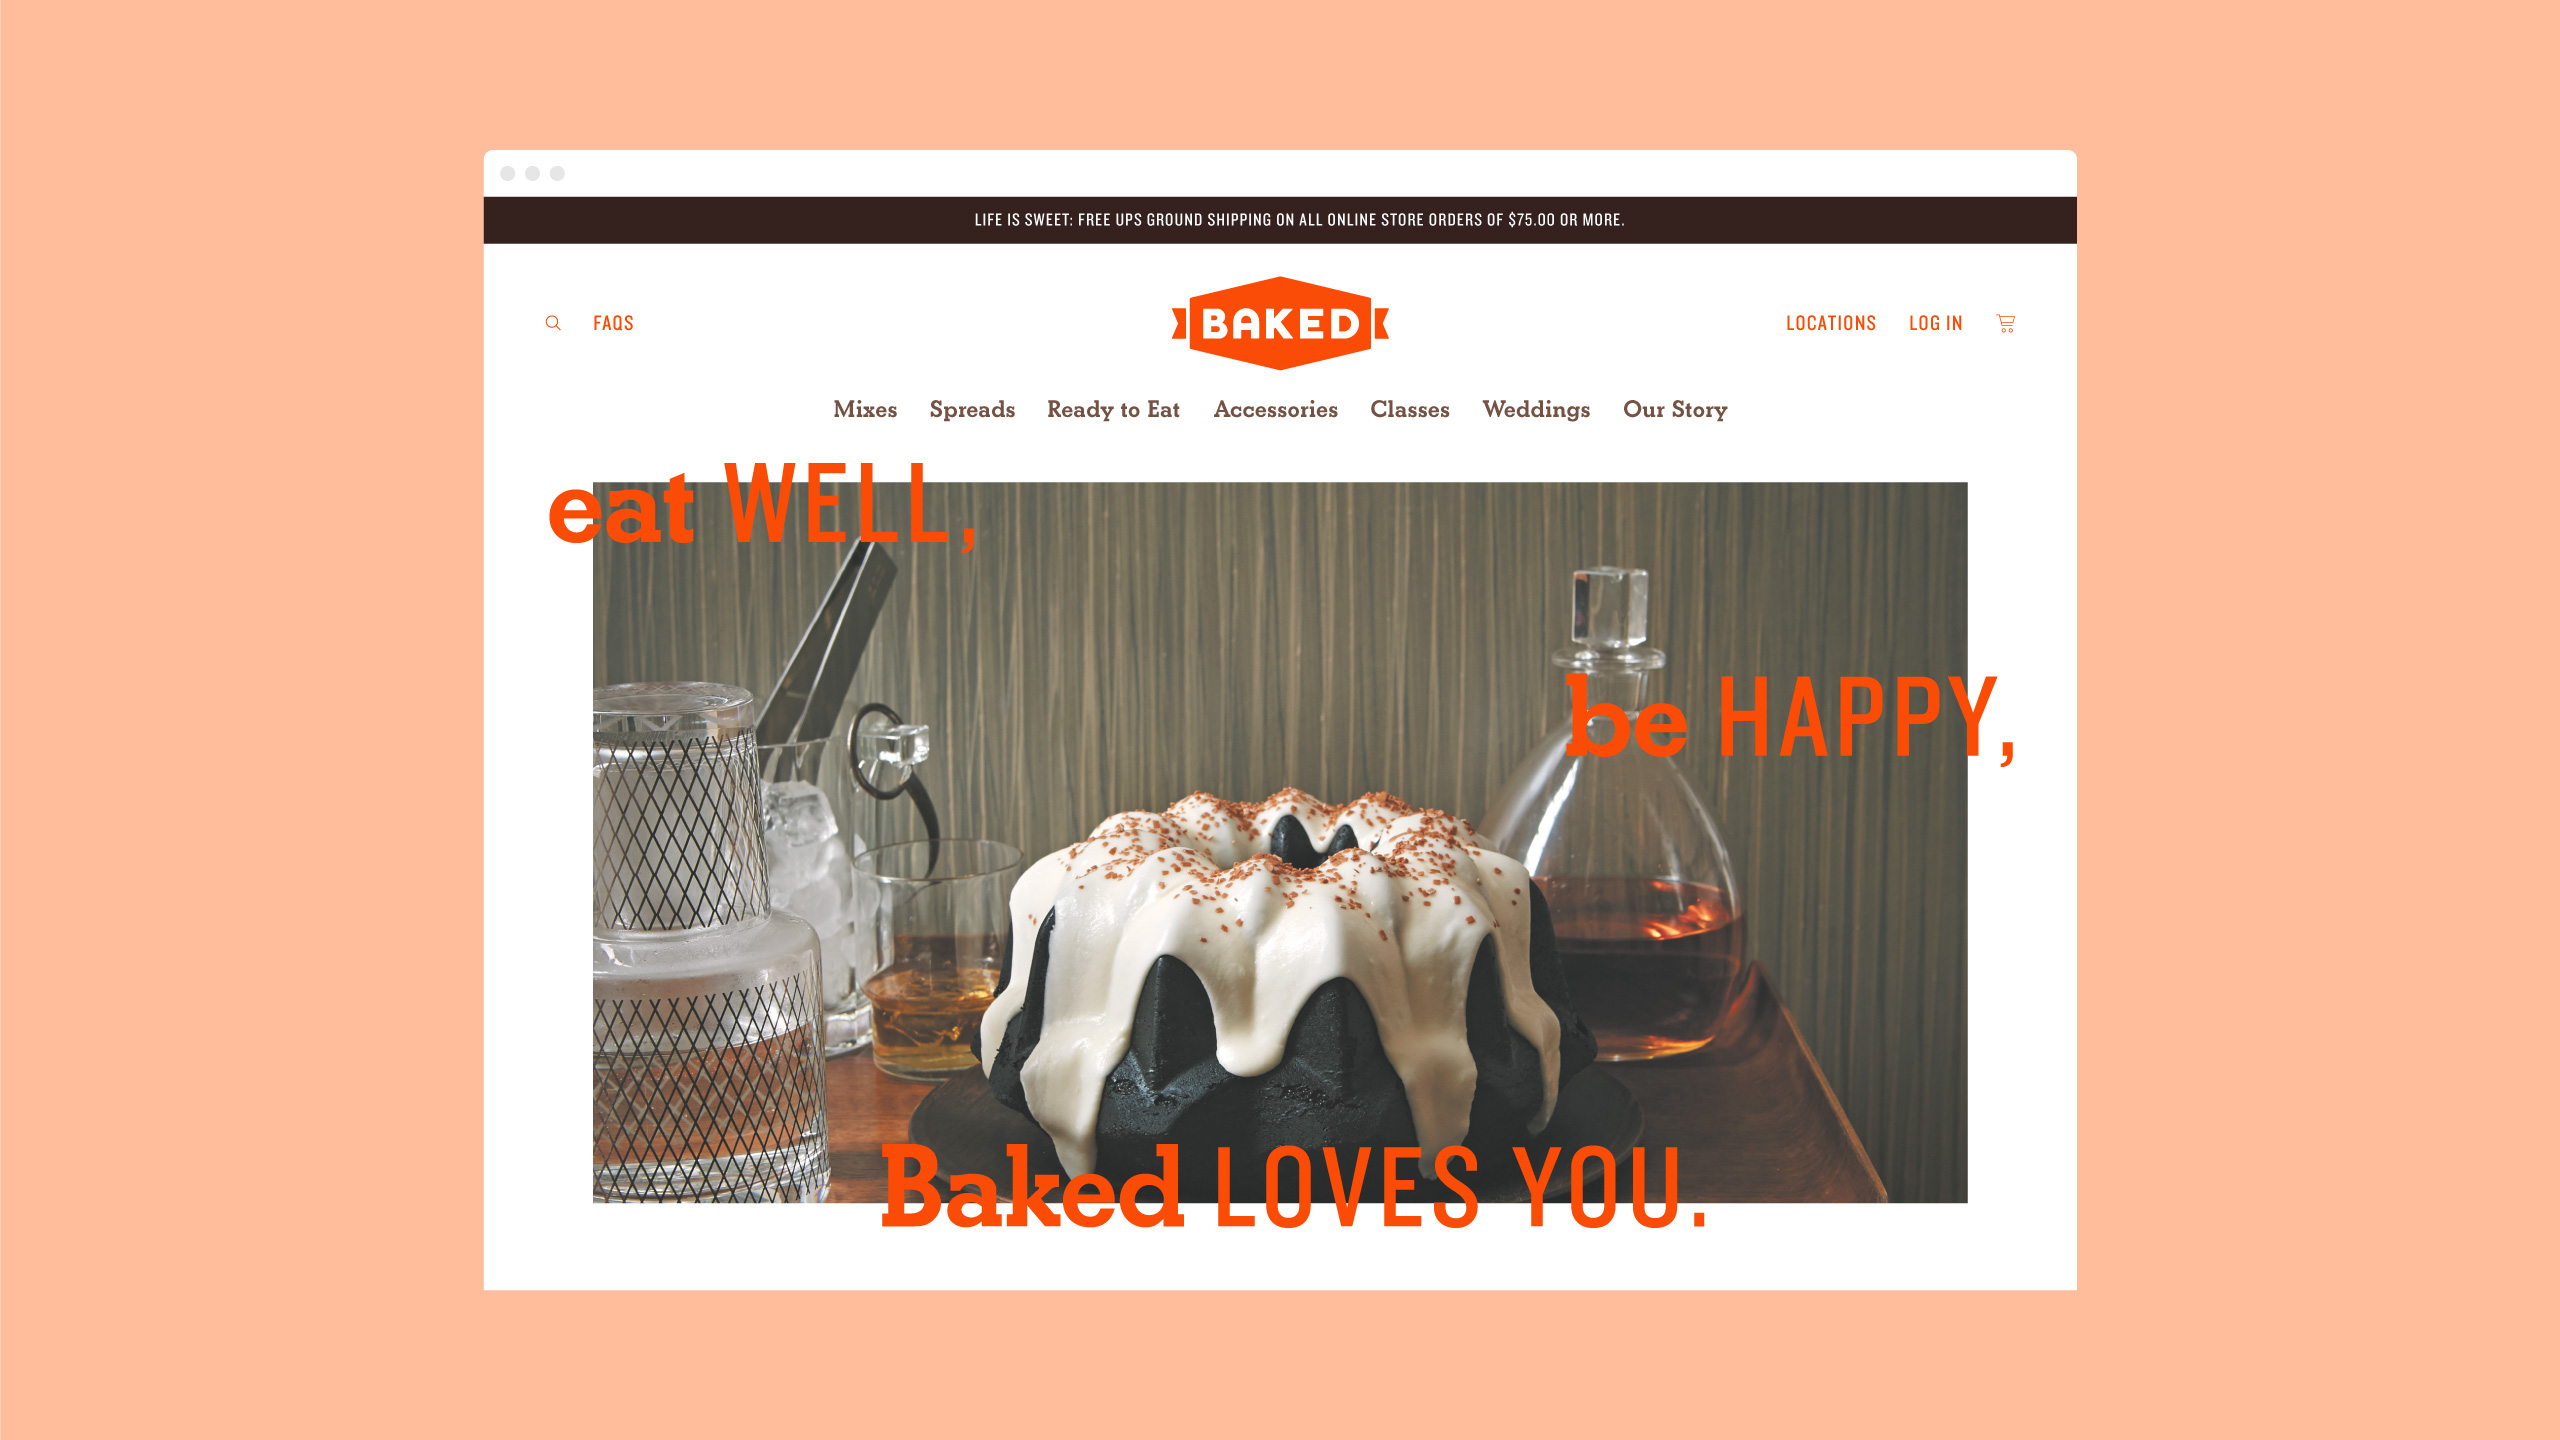 LIFE IS SWEET: FREE UPS GROUND SHIPPING ON ALL ONLINE STORE ORDERS OF $75.00 OR MORE.
FAQS
BAKED
LOCATIONS
LOG IN
Mixes Spreads Ready to Eat Accessories Classes Weddings Our Story
eat WELL,
be HAPPY,
Baked LOVES YOU.